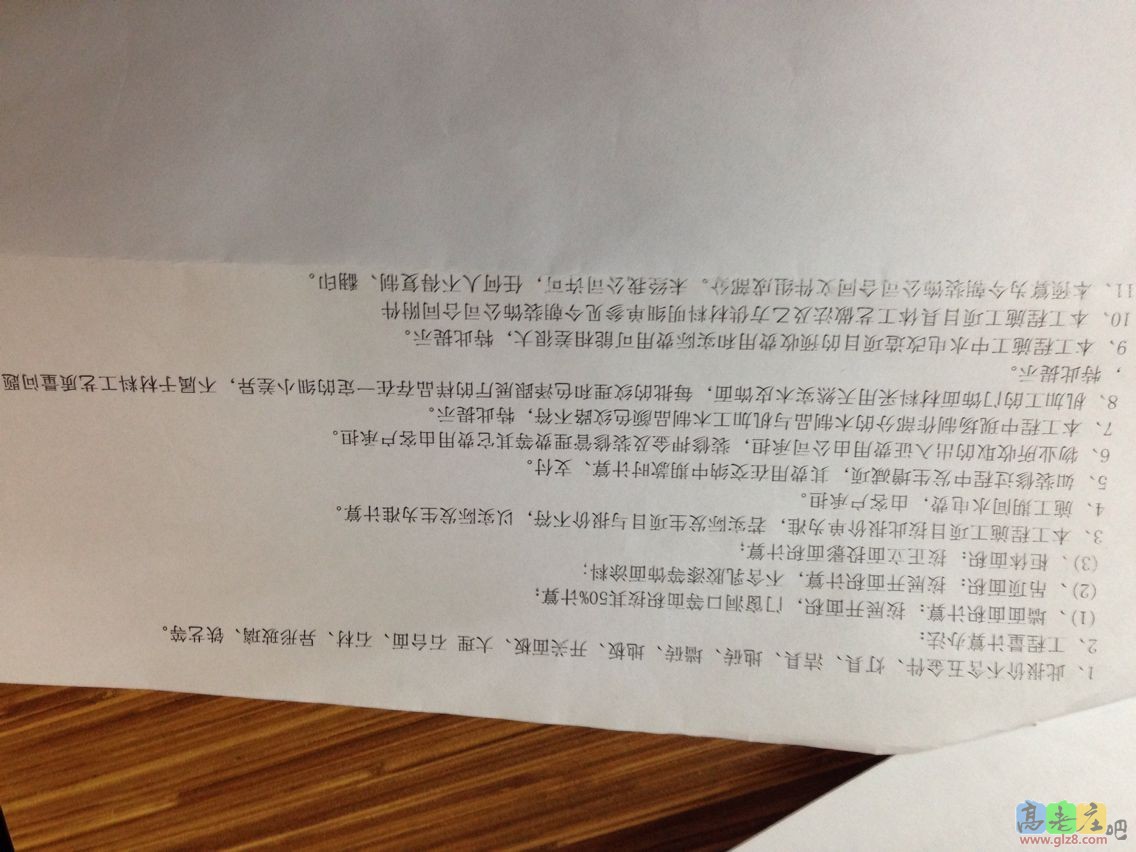 1、此报价不含五金件、灯具、洁具、地砖、墙砖、地板、开关面板、大 理 石台面、石材、异形玻璃、铁艺等。
2、工程量计算办法：
(1)、墙面面积计算：按展开面积，门窗洞口等面积按其50%计算；
(2)、吊顶面积：按展开面积计算，不含乳胶漆等饰面涂料；
(3)、柜体面积：按正立面投影面积计算；
3、本工程施工项目按此报价单为准，若实际发生项目与报价不符，以实际发生为准计算。
4、施工期间水电费，由客户承担。
5、如装修过程中发生增减项，其费用在交纳中期款时计算、支付。
6、物业所收取的出入证费用由公司承担，装修押金及装修管理费等其它费用由客户承担。
7、本工程中现场制作部分的木制品与机加工木制品颜色纹路不符，特此提示。
8、机加工的门饰面材料采用天然实木皮饰面，每批的纹理和色泽跟展厅的样品存在一定的细小差异，不属于材料工艺质量问题
，特此提示。
9、本工程施工中水电改造项目的预收费用和实际费用可能相差很大，特此提示。
10、本工程施工项目具体工艺做法及乙方供材料明细单参见今朝装饰公司合同附件
11、本预算为今朝装饰公司合同文件组成部分。未经我公司许可，任何人不得复制、翻印。
高老庄吧
www.glz8.com